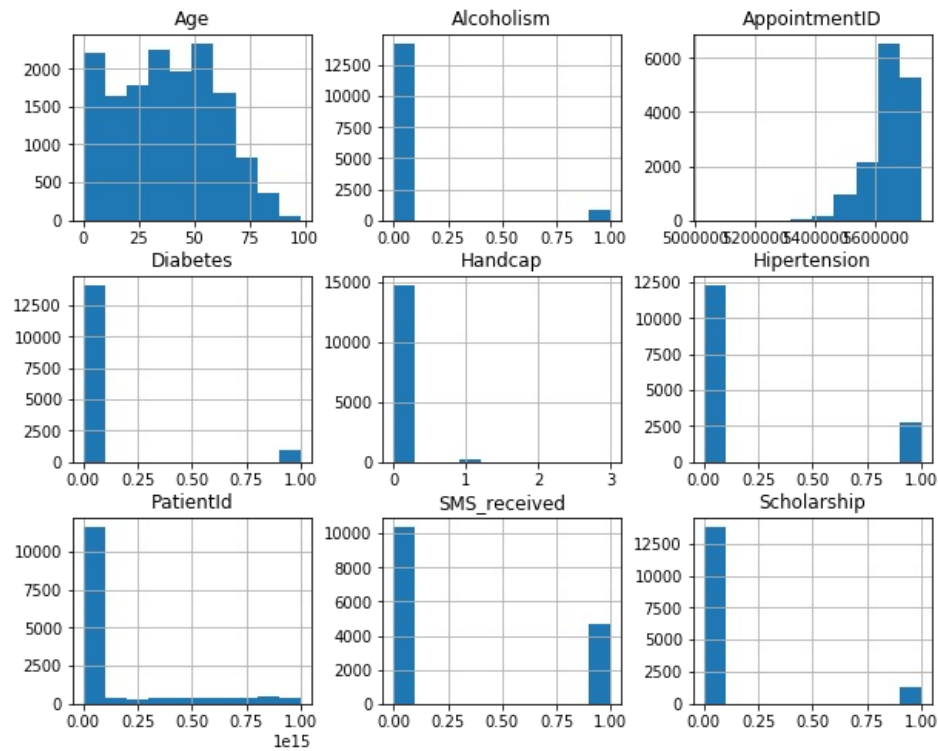 Age
2000
1500
1000
500
0
0 25 50 75 100
Alcoholism
12500
10000
7500
5000
2500
0
0.00 0.25 0.50 0.75 1.00
AppointmentID
6000
4000
2000
0
5000000 5200000 5400000 5600000
Diabetes
12500
10000
7500
5000
2500
0
0.00 0.25 0.50 0.75 1.00
Handcap
15000
10000
5000
0
0 1 2 3
Hipertension
12500
10000
7500
5000
2500
0
0.00 0.25 0.50 0.75 1.00
PatientId
10000
7500
5000
2500
0
0.00 0.25 0.50 0.75 1.00
1e15
SMS_received
10000
8000
6000
4000
2000
0
0.00 0.25 0.50 0.75 1.00
Scholarship
12500
10000
7500
5000
2500
0
0.00 0.25 0.50 0.75 1.00